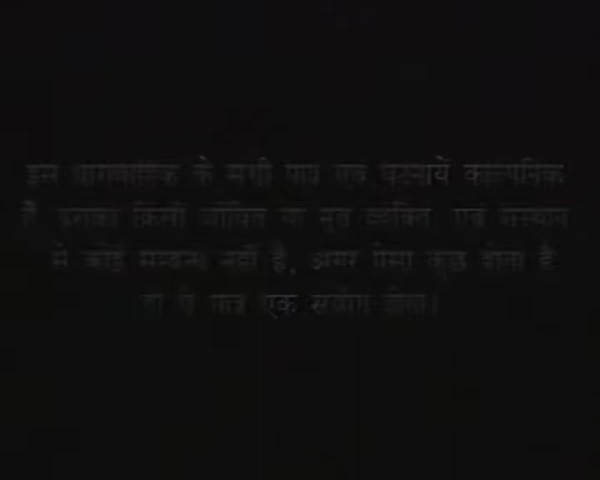 इस धारावाहिक के सभी पात्र एवं घटनायें काल्पनिक
हैं इनका किसी जीवित या मृत व्यक्ति एवं संस्थान
से कोई सम्बन्ध नहीं है, अगर ऐसा कुछ होता है
तो ये मात्र एक संयोग होगा।